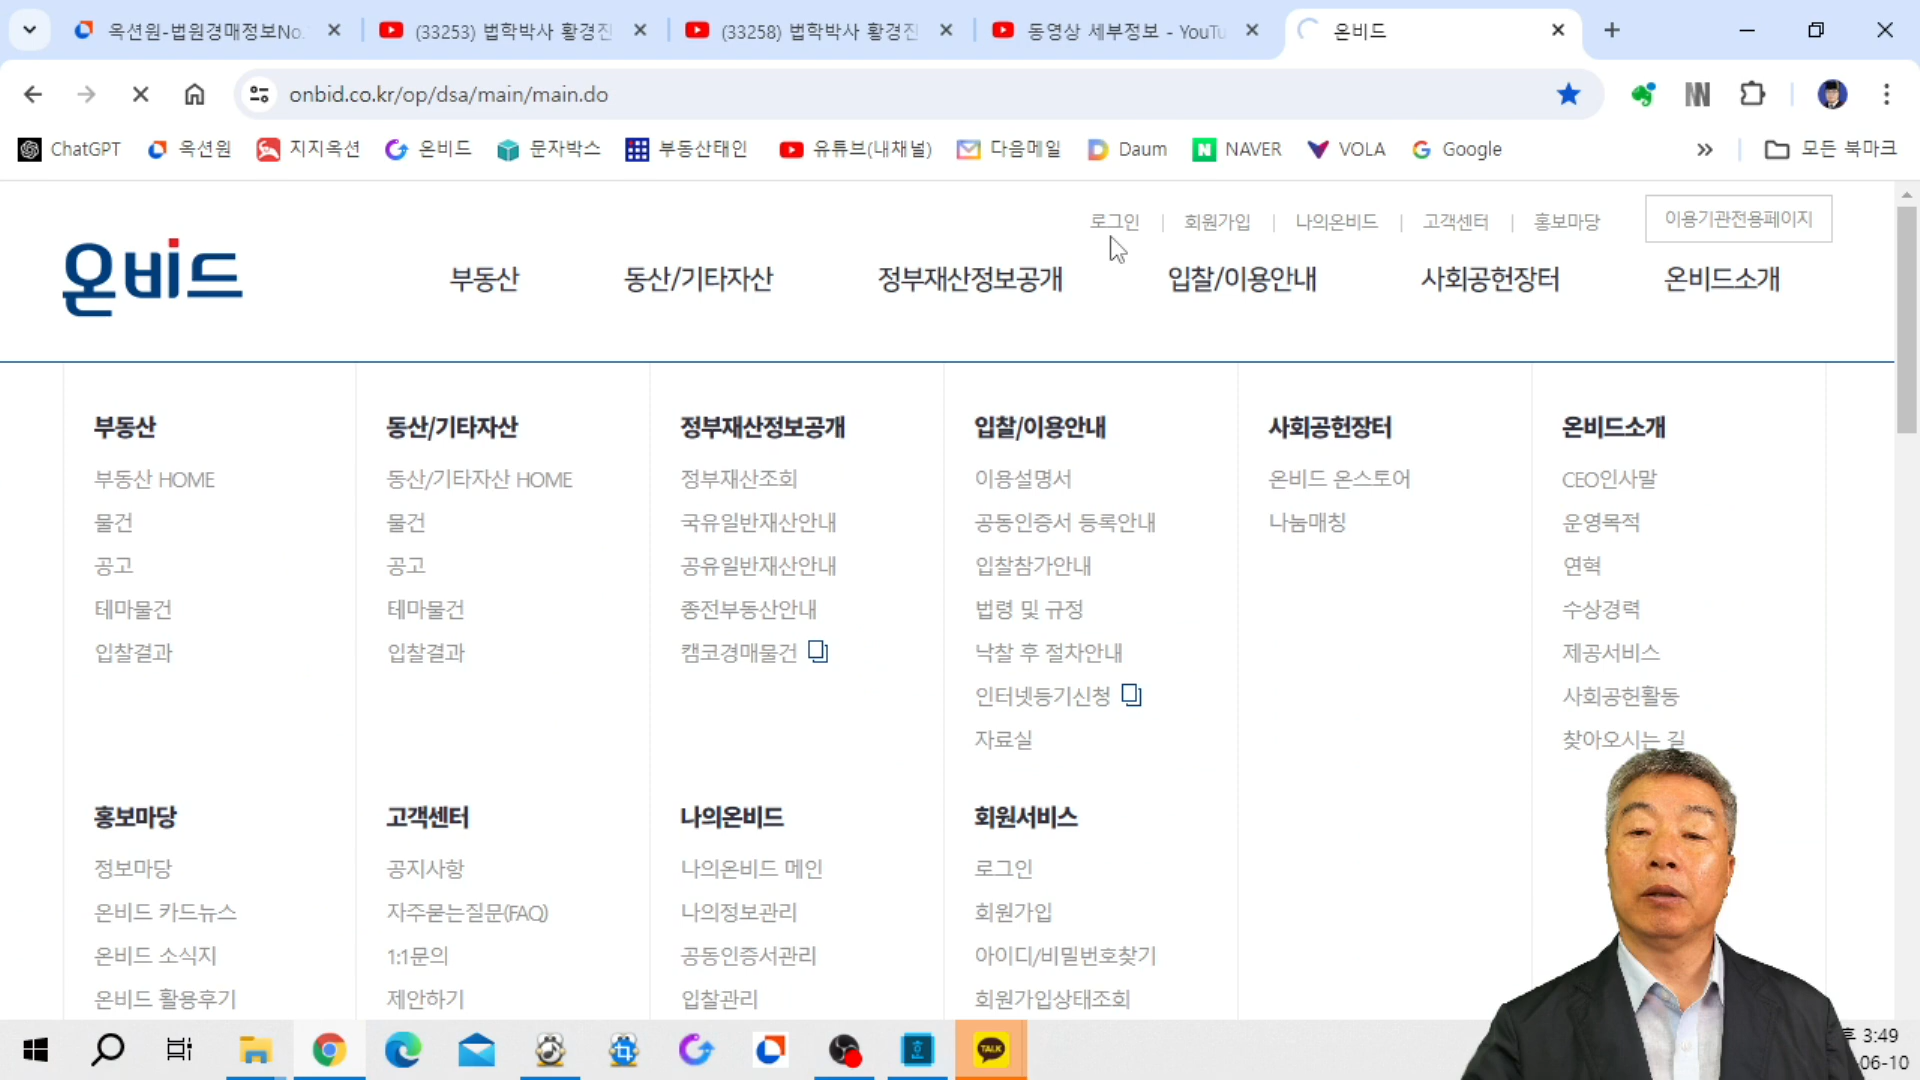 옥션원-법원경매정보No.
(33253) 법학박사 황경진
(33258) 법학박사 황경진
동영상 세부정보 - YouTu
온비드
onbid.co.kr/op/dsa/main/main.do
ChatGPT
옥션원
지지옥션
온비드
문자박스
부동산태인
유튜브(내채널)
다음메일
Daum
NAVER
VOLA
Google
모든 북마크
로그인
회원가입
나의온비드
고객센터
홍보마당
이용기관전용페이지
온비드
부동산
동산/기타자산
정부재산정보공개
입찰/이용안내
사회공헌장터
온비드소개
부동산
부동산 HOME
물건
공고
테마물건
입찰결과
동산/기타자산
동산/기타자산 HOME
물건
공고
테마물건
입찰결과
정부재산정보공개
정부재산조회
국유일반재산안내
공유일반재산안내
종전부동산안내
캠코경매물건
입찰/이용안내
이용설명서
공동인증서 등록안내
입찰참가안내
법령 및 규정
낙찰 후 절차안내
인터넷등기신청
자료실
사회공헌장터
온비드 온스토어
나눔매칭
온비드소개
CEO인사말
운영목적
연혁
수상경력
제공서비스
사회공헌활동
찾아오시는 길
홍보마당
정보마당
온비드 카드뉴스
온비드 소식지
온비드 활용후기
고객센터
공지사항
자주묻는질문(FAQ)
1:1문의
제안하기
나의온비드
나의온비드 메인
나의정보관리
공동인증서관리
입찰관리
회원서비스
로그인
회원가입
아이디/비밀번호찾기
회원가입상태조회
TALK
3:49
-06-10